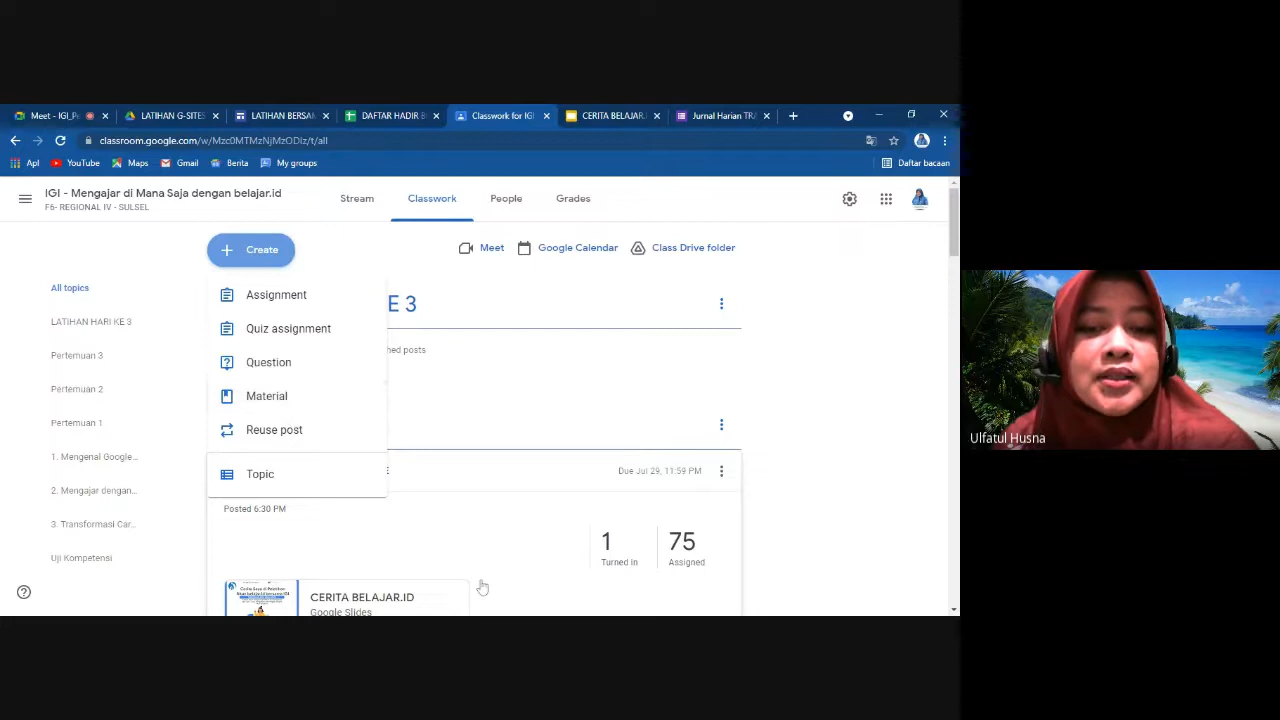 Meet - IGI_Pe
LATIHAN G-SITES
LATIHAN BERSAM
DAFTAR HADIR B
Classwork for IGI
CERITA BELAJAR.
Jurnal Harian TRA
classroom.google.com/w/Mzc0MTMzNjMzODIz/t/all
Apl
YouTube
Maps
Gmail
Berita
My groups
Daftar bacaan
IGI - Mengajar di Mana Saja dengan belajar.id
F6- REGIONAL IV - SULSEL
Stream
Classwork
People
Grades
Create
Meet
Google Calendar
Class Drive folder
All topics
LATIHAN HARI KE 3
Pertemuan 3
Pertemuan 2
Pertemuan 1
1. Mengenal Google...
2. Mengajar dengan...
3. Transformasi Car...
Uji Kompetensi
Assignment
Quiz assignment
Question
Material
Reuse post
Topic
E 3
hed posts
E
Due Jul 29, 11:59 PM
Posted 6:30 PM
1
Turned in
75
Assigned
CERITA BELAJAR.ID
Google Slides
Ulfatul Husna